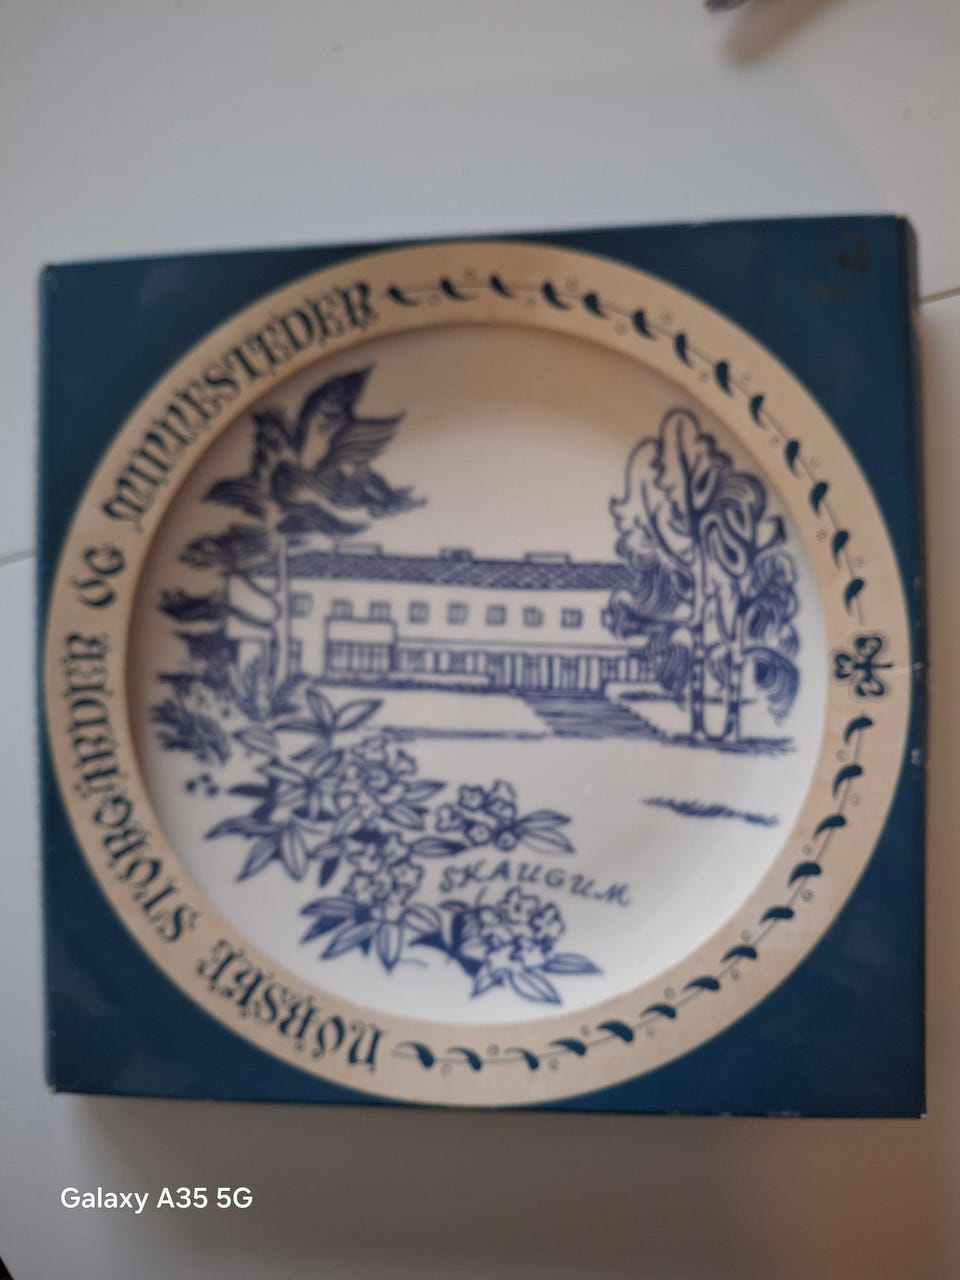 NORSKE STORGÅRDER OG MINNESTEDER
SKAUGUM
Galaxy A35 5G